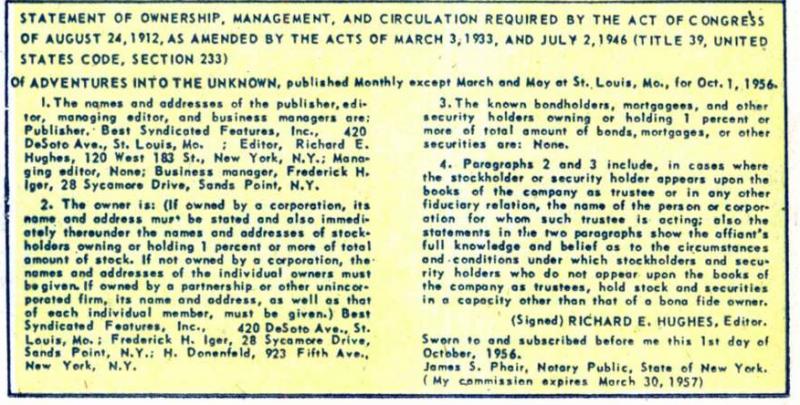 STATEMENT OF OWNERSHIP, MANAGEMENT, AND CIRCULATION REQUIRED BY THE ACT OF CONGRESS
OF AUGUST 24, 1912, AS AMENDED BY THE ACTS OF MARCH 3, 1933, AND JULY 2, 1946 (TITLE 39, UNITED
STATES CODE, SECTION 233)
Of ADVENTURES INTO THE UNKNOWN, published Monthly except March and May at St. Louis, Mo., for Oct. 1, 1956.
1. The names and addresses of the publisher, edi-
tor, managing editor, and business managers are:
Publisher, Best Syndicated Features, Inc., 420
DeSoto Ave., St. Louis, Mo. ; Editor, Richard E.
Hughes, 120 West 183 St., New York, N.Y.; Mana-
ging editor, None; Business manager, Frederick H.
Iger, 28 Sycamore Drive, Sands Point, N.Y.
2. The owner is: (If owned by a corporation, its
name and address must be stated and also immedi-
ately thereunder the names and addresses of stock-
holders owning or holding 1 percent or more of total
amount of stock. If not owned by a corporation, the
names and addresses of the individual owners must
be given. If owned by a partnership or other unincor-
porated firm, its name and address, as well as that
of each individual member, must be given.) Best
Syndicated Features, Inc., 420 DeSoto Ave., St.
Louis, Mo.; Frederick H. Iger, 28 Sycamore Drive,
Sands Point, N.Y.; H. Donenfeld, 923 Fifth Ave.,
New York, N.Y.
3. The known bondholders, mortgagees, and other
security holders owning or holding 1 percent or
more of total amount of bonds, mortgages, or other
securities are: None.
4. Paragraphs 2 and 3 include, in cases where
the stockholder or security holder appears upon the
books of the company as trustee or in any other
fiduciary relation, the name of the person or corpor-
ation for whom such trustee is acting; also the
statements in the two paragraphs show the affiant's
full knowledge and belief as to the circumstances
and conditions under which stockholders and secu-
rity holders who do not appear upon the books of
the company as trustees, hold stock and securities
in a capacity other than that of a bona fide owner.
(Signed) RICHARD E. HUGHES, Editor.
Sworn to and subscribed before me this 1st day of
October, 1956.
James S. Phair, Notary Public, State of New York.
(My commission expires March 30, 1957)